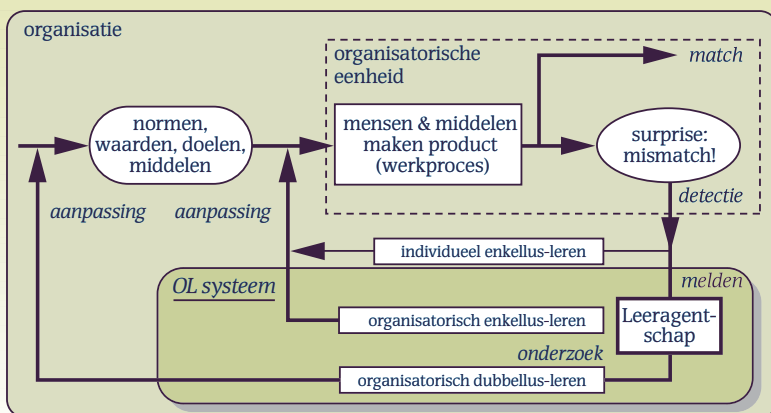 organisatie
organisatorische
eenheid
match
normen,
waarden, doelen,
middelen
mensen & middelen
maken product
(werkproces)
surprise:
mismatch!
aanpassing
aanpassing
detectie
individueel enkellus-leren
melden
OL systeem
organisatorisch enkellus-leren
Leeragent-
schap
onderzoek
organisatorisch dubbellus-leren